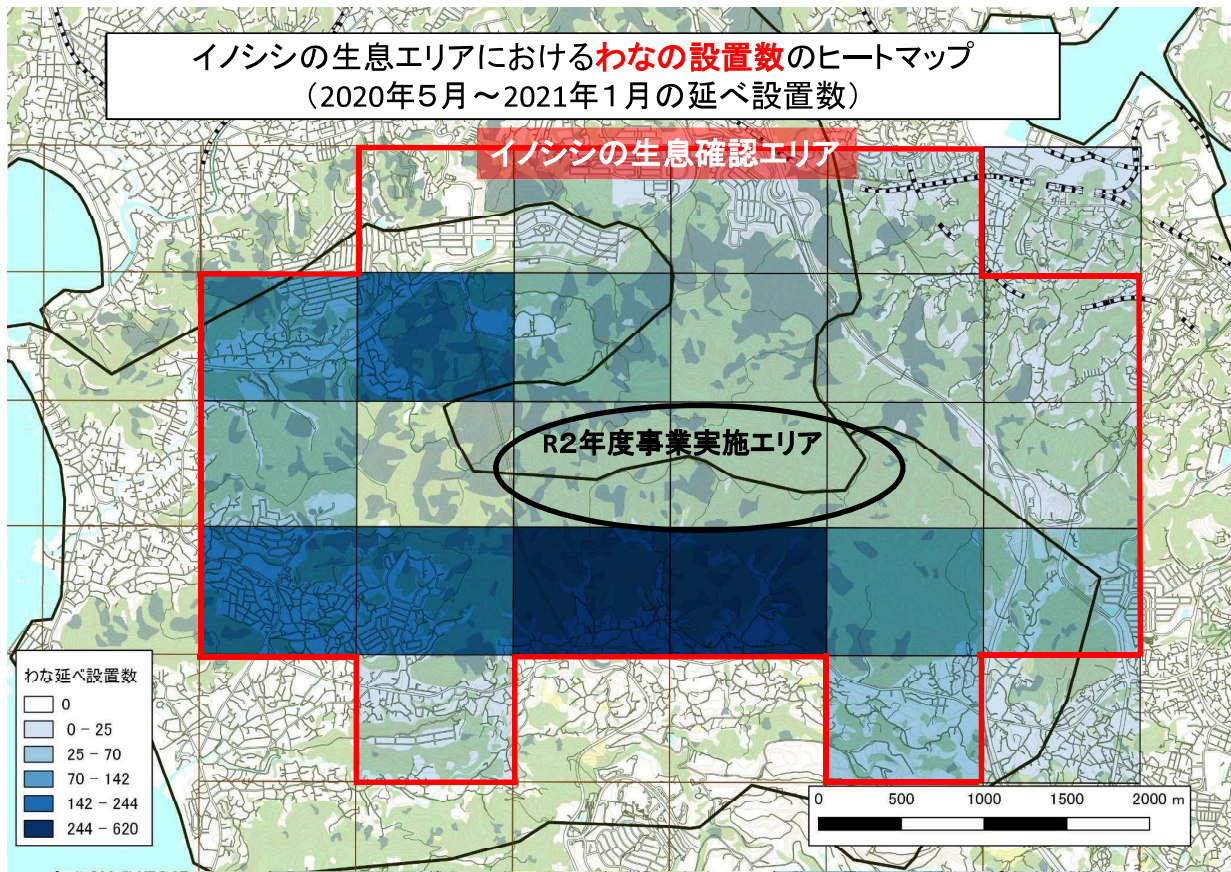 イノシシの生息エリアにおけるわなの設置数のヒートマップ
（2020年５月～2021年１月の延べ設置数）
イノシシの生息確認エリア
R２年度事業実施エリア
わな延べ設置数
0
0 - 25
25 - 70
70 - 142
142 - 244
244 - 620
0 500 1000 1500 2000 m